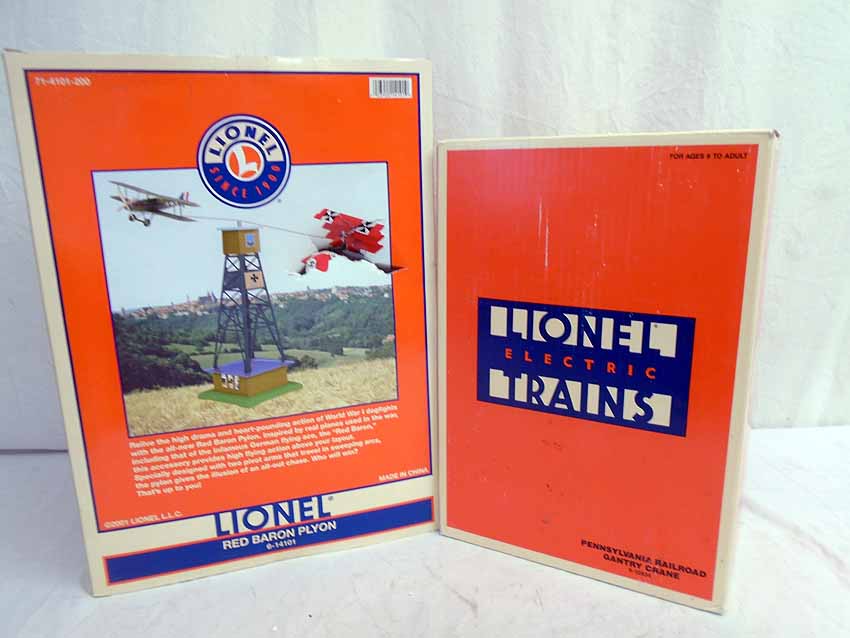 71-4101-200
LIONEL
L
SINCE 1900
Relive the high drama and heart-pounding action of World War I dogfights
with the all-new Red Baron Pylon. Inspired by real planes used in the war,
including that of the infamous German flying ace, the "Red Baron,"
this accessory provides high flying action above your layout.
Specially designed with two pivot arms that travel in sweeping arcs,
the pylon gives the illusion of an all-out chase. Who will win?
That's up to you!
MADE IN CHINA
©2001 LIONEL L.L.C.
LIONEL®
RED BARON PLYON
6-14101
FOR AGES 8 TO ADULT
LIONEL®
ELECTRIC
TRAINS
PENNSYLVANIA RAILROAD
GANTRY CRANE